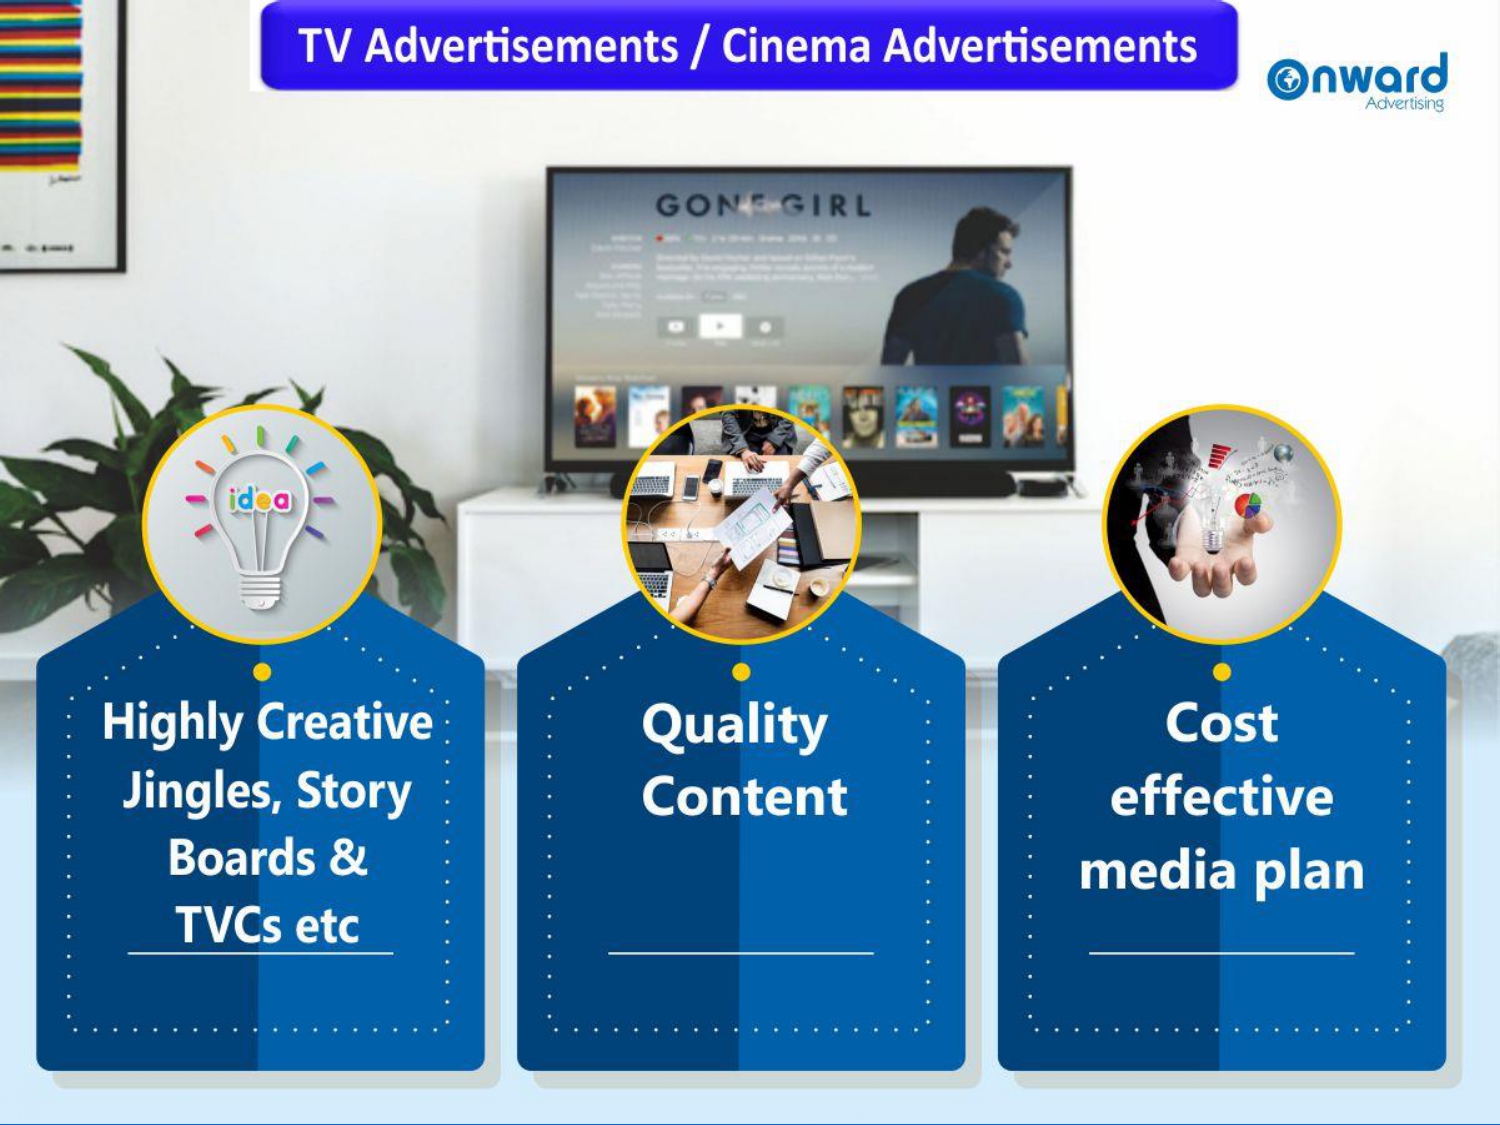 TV Advertisements / Cinema Advertisements
Onward
Advertising
GONE GIRL
idea
Highly Creative
Jingles, Story
Boards &
TVCs etc
Quality
Content
Cost
effective
media plan